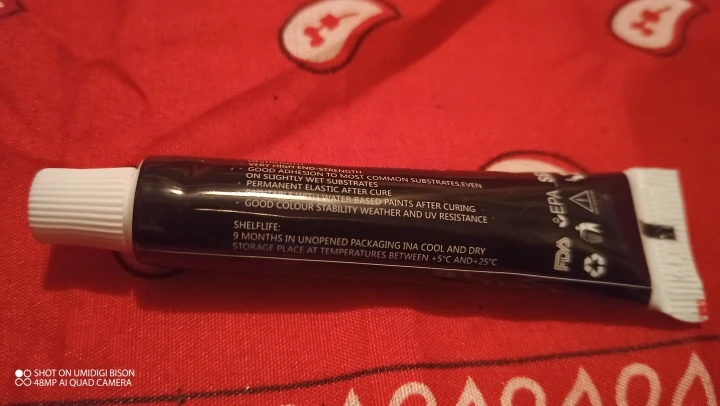 VERY HIGH END-STRENGTH
· GOOD ADHESION TO MOST COMMON SUBSTRATES,EVEN
ON SLIGHTLY WET SUBSTRATES
· PERMANENT ELASTIC AFTER CURE
WITH WATER BASED PAINTS AFTER CURING
· GOOD COLOUR STABILITY WEATHER AND UV RESISTANCE
SHELFLIFE:
9 MONTHS IN UNOPENED PACKAGING INA COOL AND DRY
STORAGE PLACE AT TEMPERATURES BETWEEN +5°C AND+25°C
FDA
EPA
SHOT ON UMIDIGI BISON
48MP AI QUAD CAMERA